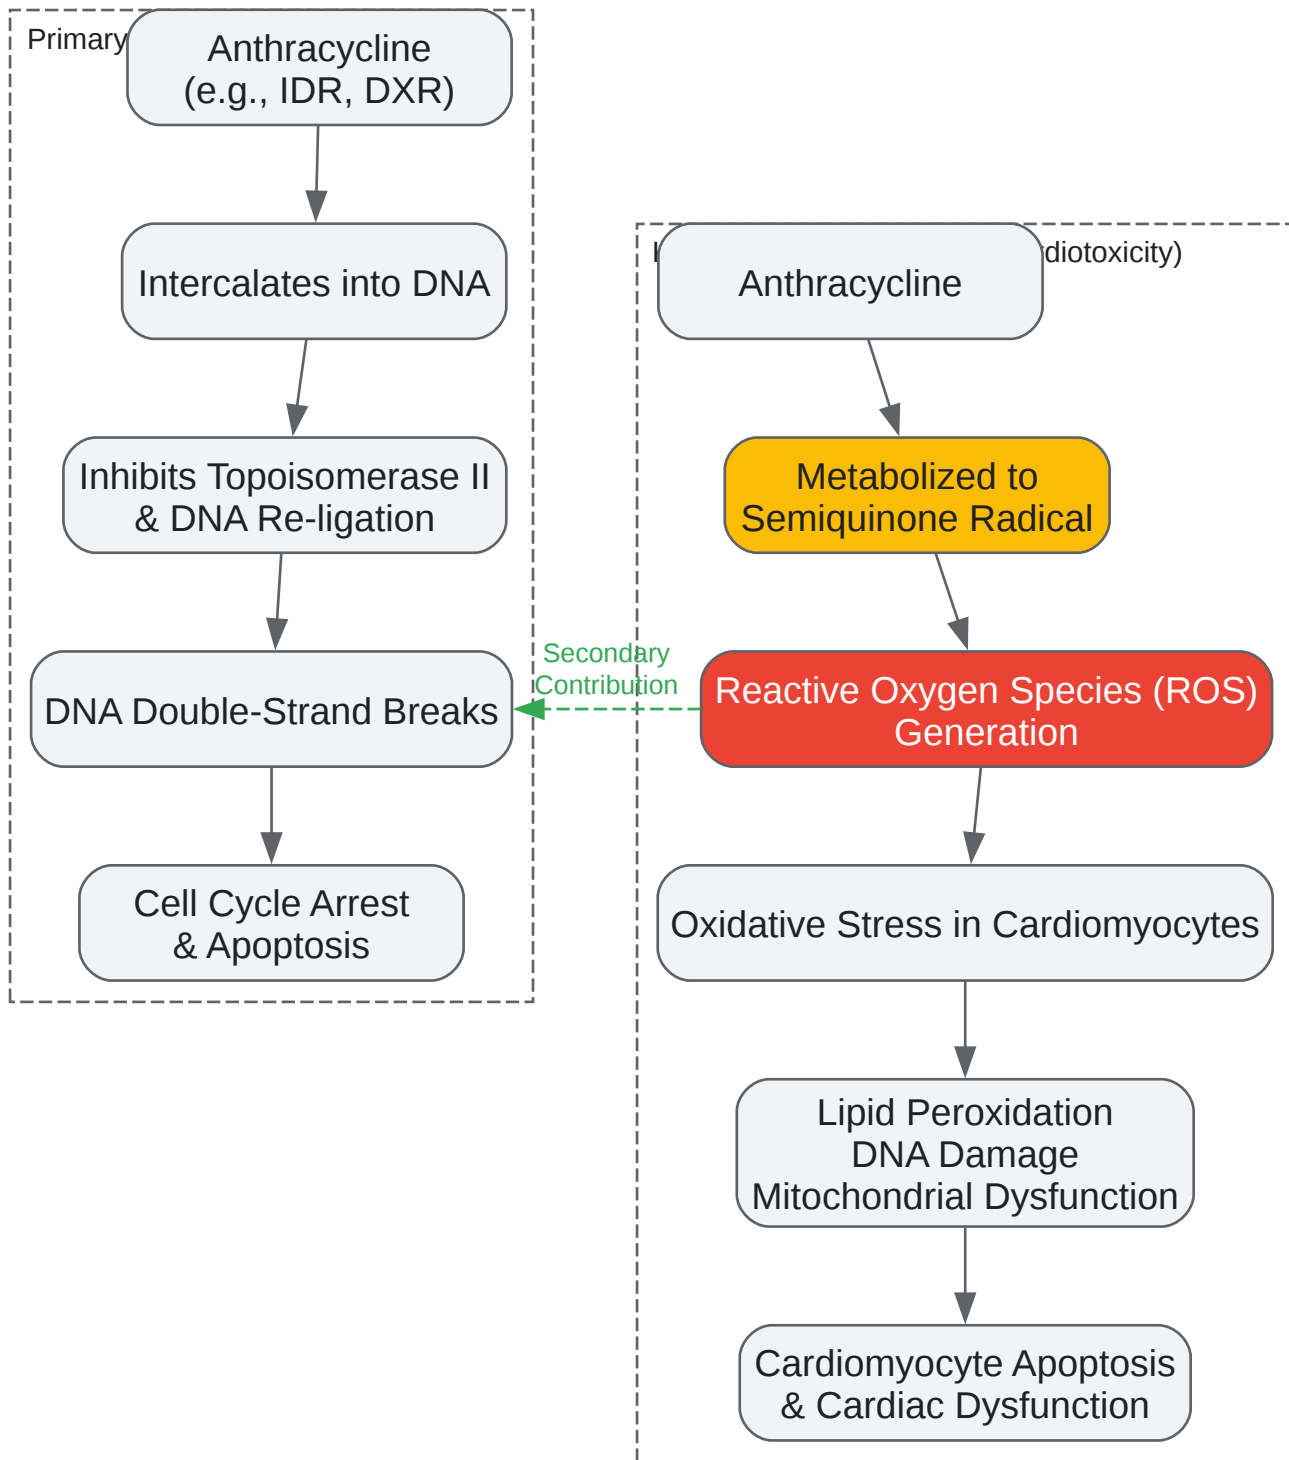 Primary
Anthracycline
(e.g., IDR, DXR)
Intercalates into DNA
Inhibits Topoisomerase II
& DNA Re-ligation
DNA Double-Strand Breaks
Cell Cycle Arrest
& Apoptosis
Secondary
Contribution
diotoxicity)
Anthracycline
Metabolized to
Semiquinone Radical
Reactive Oxygen Species (ROS)
Generation
Oxidative Stress in Cardiomyocytes
Lipid Peroxidation
DNA Damage
Mitochondrial Dysfunction
Cardiomyocyte Apoptosis
& Cardiac Dysfunction